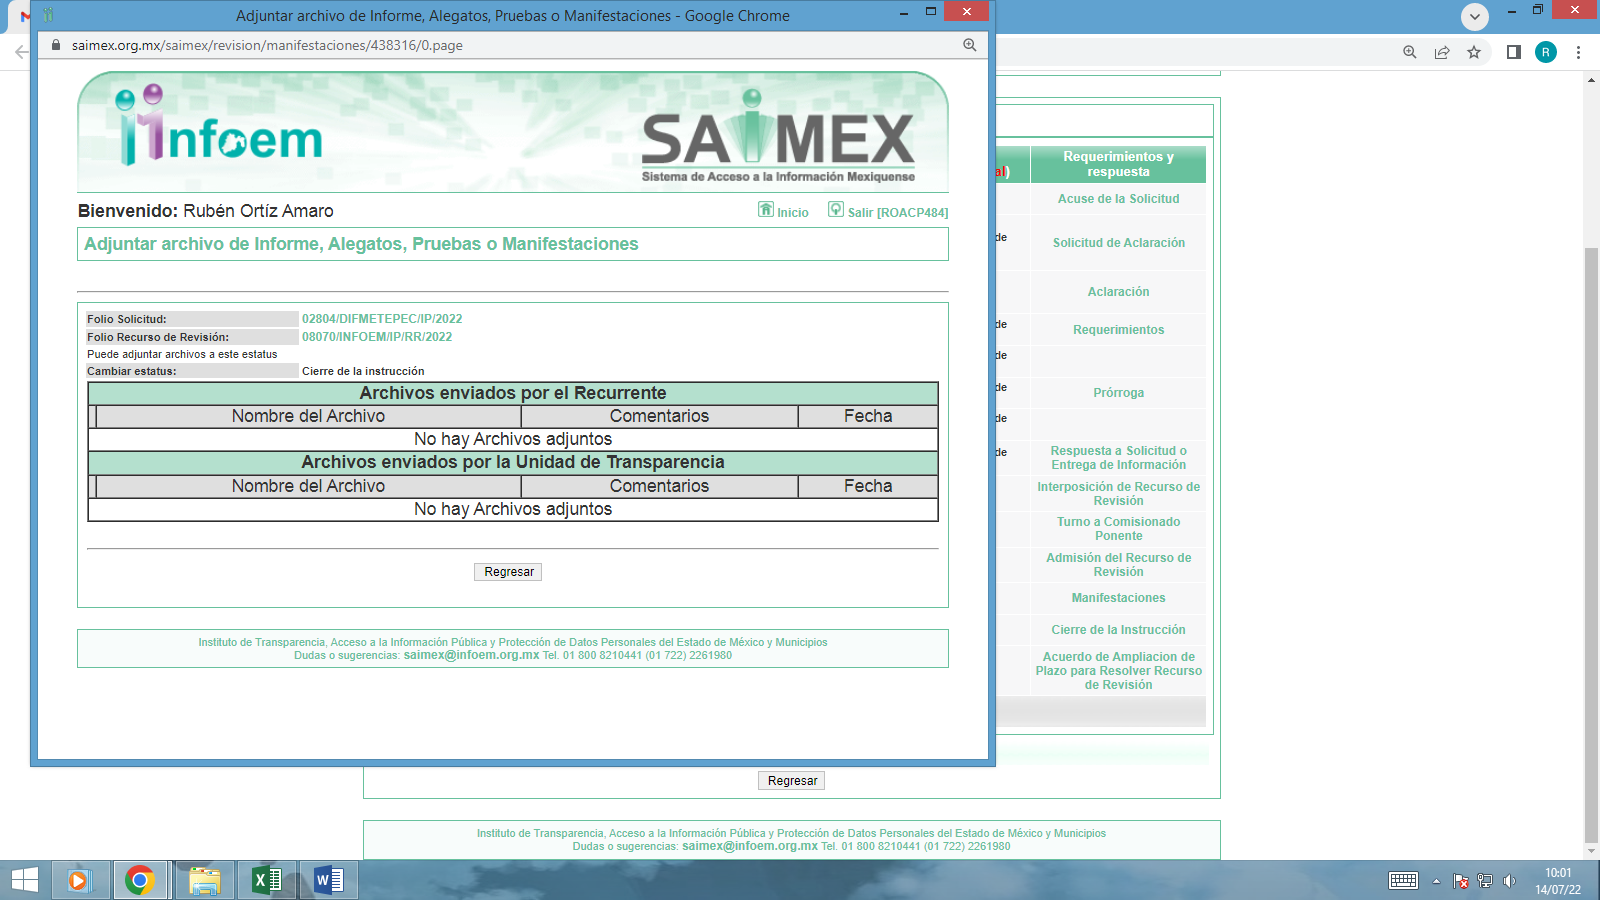 Adjuntar archivo de Informe, Alegatos, Pruebas o Manifestaciones - Google Chrome
saimex.org.mx/saimex/revision/manifestaciones/438316/0.page
infoem
SAIMEX
Sistema de Acceso a la Información Mexiquense
Bienvenido: Rubén Ortíz Amaro
Inicio
Salir [ROACP484]
Adjuntar archivo de Informe, Alegatos, Pruebas o Manifestaciones
Folio Solicitud: 02804/DIFMETEPEC/IP/2022
Folio Recurso de Revisión: 08070/INFOEM/IP/RR/2022
Puede adjuntar archivos a este estatus
Cambiar estatus: Cierre de la instrucción
Archivos enviados por el Recurrente
Nombre del Archivo Comentarios Fecha
No hay Archivos adjuntos
Archivos enviados por la Unidad de Transparencia
Nombre del Archivo Comentarios Fecha
No hay Archivos adjuntos
Regresar
Instituto de Transparencia, Acceso a la Información Pública y Protección de Datos Personales del Estado de México y Municipios
Dudas o sugerencias: saimex@infoem.org.mx Tel. 01 800 8210441 (01 722) 2261980
R
al)
Requerimientos y
respuesta
Acuse de la Solicitud
de
Solicitud de Aclaración
Aclaración
de
Requerimientos
de
de
Prórroga
de
de
Respuesta a Solicitud o
Entrega de Información
Interposición de Recurso de
Revisión
Turno a Comisionado
Ponente
Admisión del Recurso de
Revisión
Manifestaciones
Cierre de la Instrucción
Acuerdo de Ampliacion de
Plazo para Resolver Recurso
de Revisión
Regresar
Instituto de Transparencia, Acceso a la Información Pública y Protección de Datos Personales del Estado de México y Municipios
Dudas o sugerencias: saimex@infoem.org.mx Tel. 01 800 8210441 (01 722) 2261980
10:01
14/07/22